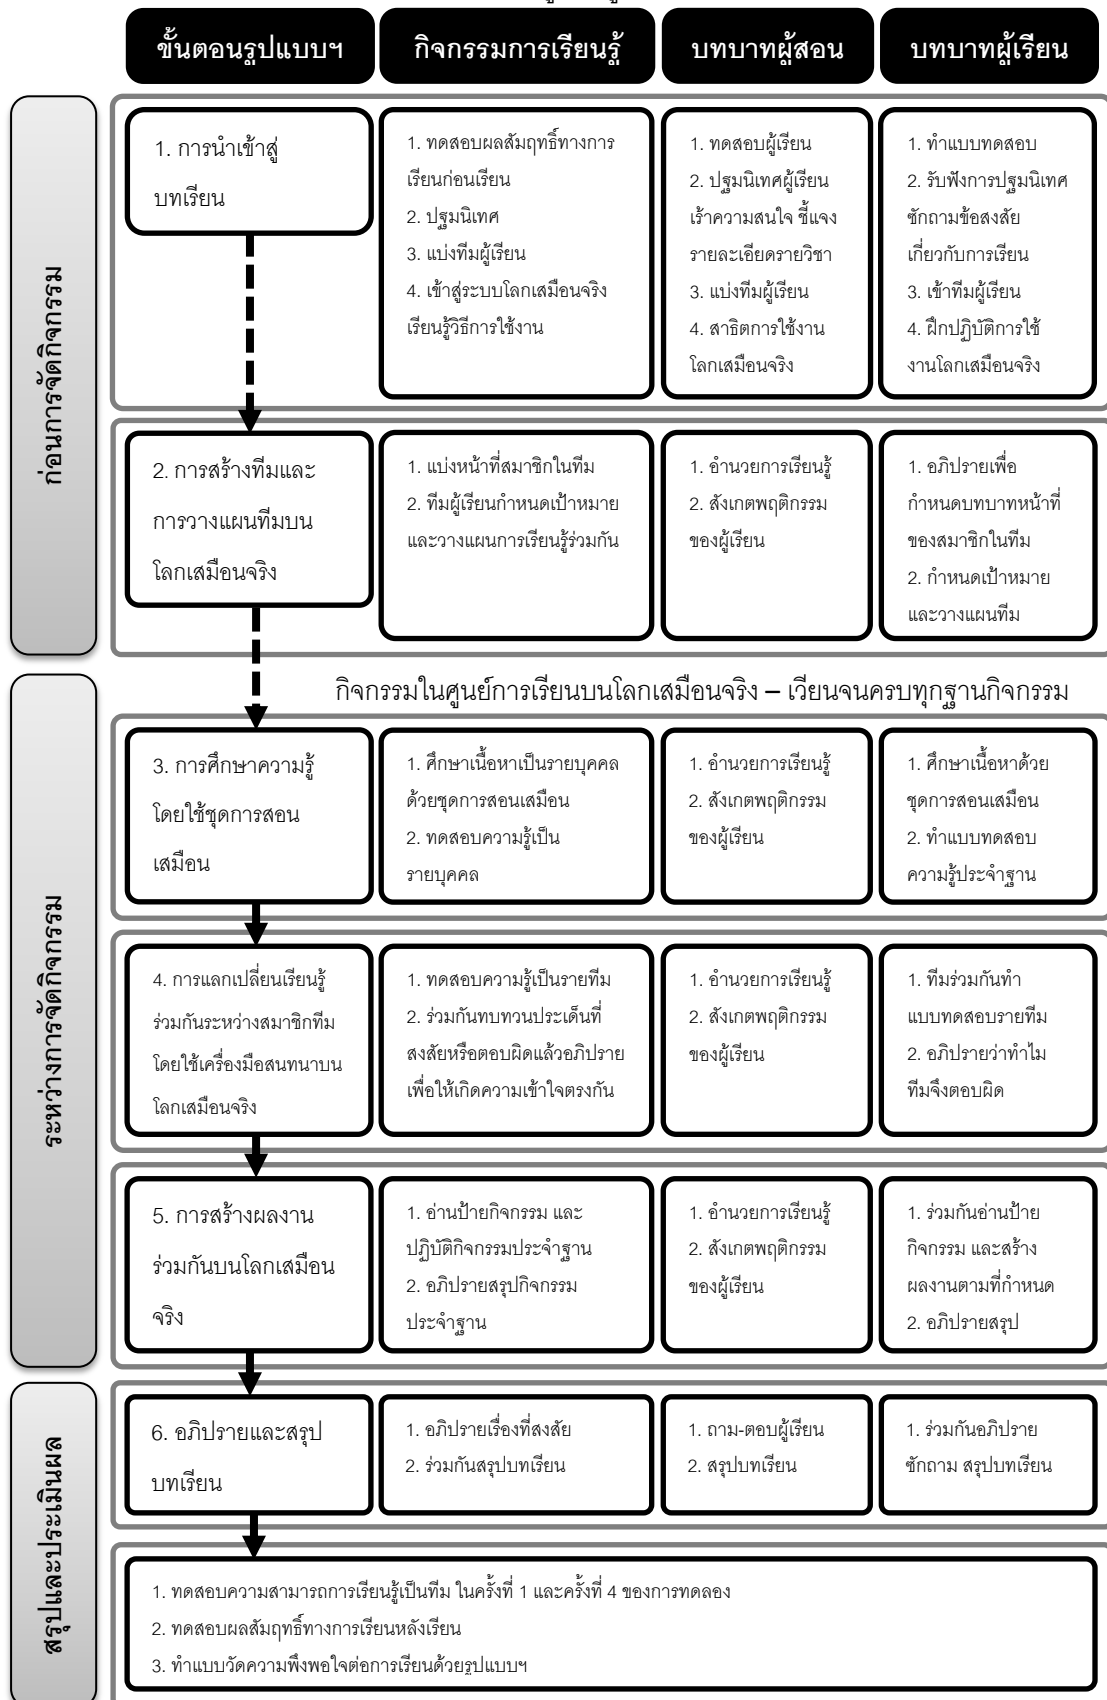 ขั้นตอนรูปแบบฯ
กิจกรรมการเรียนรู้
บทบาทผู้สอน
บทบาทผู้เรียน
ก่อนการจัดกิจกรรม
1. การนำเข้าสู่
บทเรียน
1. ทดสอบผลสัมฤทธิ์ทางการ
เรียนก่อนเรียน
2. ปฐมนิเทศ
3. แบ่งทีมผู้เรียน
4. เข้าสู่ระบบโลกเสมือนจริง
เรียนรู้วิธีการใช้งาน
1. ทดสอบผู้เรียน
2. ปฐมนิเทศผู้เรียน
เร้าความสนใจ ชี้แจง
รายละเอียดรายวิชา
3. แบ่งทีมผู้เรียน
4. สาธิตการใช้งาน
โลกเสมือนจริง
1. ทำแบบทดสอบ
2. รับฟังการปฐมนิเทศ
ซักถามข้อสงสัย
เกี่ยวกับการเรียน
3. เข้าทีมผู้เรียน
4. ฝึกปฏิบัติการใช้
งานโลกเสมือนจริง
2. การสร้างทีมและ
การวางแผนทีมบน
โลกเสมือนจริง
1. แบ่งหน้าที่สมาชิกในทีม
2. ทีมผู้เรียนกำหนดเป้าหมาย
และวางแผนการเรียนรู้ร่วมกัน
1. อำนวยการเรียนรู้
2. สังเกตพฤติกรรม
ของผู้เรียน
1. อภิปรายเพื่อ
กำหนดบทบาทหน้าที่
ของสมาชิกในทีม
2. กำหนดเป้าหมาย
และวางแผนทีม
ระหว่างการจัดกิจกรรม
กิจกรรมในศูนย์การเรียนบนโลกเสมือนจริง – เวียนจนครบทุกฐานกิจกรรม
3. การศึกษาความรู้
โดยใช้ชุดการสอน
เสมือน
1. ศึกษาเนื้อหาเป็นรายบุคคล
ด้วยชุดการสอนเสมือน
2. ทดสอบความรู้เป็น
รายบุคคล
1. อำนวยการเรียนรู้
2. สังเกตพฤติกรรม
ของผู้เรียน
1. ศึกษาเนื้อหาด้วย
ชุดการสอนเสมือน
2. ทำแบบทดสอบ
ความรู้ประจำฐาน
4. การแลกเปลี่ยนเรียนรู้
ร่วมกันระหว่างสมาชิกทีม
โดยใช้เครื่องมือสนทนาบน
โลกเสมือนจริง
1. ทดสอบความรู้เป็นรายทีม
2. ร่วมกันทบทวนประเด็นที่
สงสัยหรือตอบผิดแล้วอภิปราย
เพื่อให้เกิดความเข้าใจตรงกัน
1. อำนวยการเรียนรู้
2. สังเกตพฤติกรรม
ของผู้เรียน
1. ทีมร่วมกันทำ
แบบทดสอบรายทีม
2. อภิปรายว่าทำไม
ทีมจึงตอบผิด
5. การสร้างผลงาน
ร่วมกันบนโลกเสมือน
จริง
1. อ่านป้ายกิจกรรม และ
ปฏิบัติกิจกรรมประจำฐาน
2. อภิปรายสรุปกิจกรรม
ประจำฐาน
1. อำนวยการเรียนรู้
2. สังเกตพฤติกรรม
ของผู้เรียน
1. ร่วมกันอ่านป้าย
กิจกรรม และสร้าง
ผลงานตามที่กำหนด
2. อภิปรายสรุป
สรุปและประเมินผล
6. อภิปรายและสรุป
บทเรียน
1. อภิปรายเรื่องที่สงสัย
2. ร่วมกันสรุปบทเรียน
1. ถาม-ตอบผู้เรียน
2. สรุปบทเรียน
1. ร่วมกันอภิปราย
ซักถาม สรุปบทเรียน
1. ทดสอบความสามารถการเรียนรู้เป็นทีม ในครั้งที่ 1 และครั้งที่ 4 ของการทดลอง
2. ทดสอบผลสัมฤทธิ์ทางการเรียนหลังเรียน
3. ทำแบบวัดความพึงพอใจต่อการเรียนด้วยรูปแบบฯ